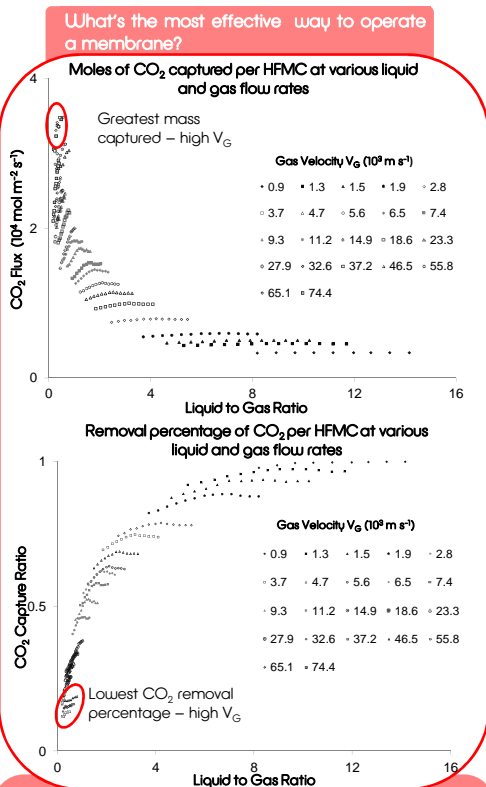 What's the most effective way to operate
a membrane?
Moles of CO2 captured per HFMC at various liquid
and gas flow rates
4
2
0
CO2 Flux (10⁴ mol m⁻² s⁻¹)
Greatest mass
captured – high VG
Gas Velocity VG (10³ m s⁻¹)
0.9 1.3 1.5 1.9 2.8
3.7 4.7 5.6 6.5 7.4
9.3 11.2 14.9 18.6 23.3
27.9 32.6 37.2 46.5 55.8
65.1 74.4
0 4 8 12 16
Liquid to Gas Ratio
Removal percentage of CO2 per HFMC at various
liquid and gas flow rates
1
0.5
0
CO2 Capture Ratio
Gas Velocity VG (10³ m s⁻¹)
0.9 1.3 1.5 1.9 2.8
3.7 4.7 5.6 6.5 7.4
9.3 11.2 14.9 18.6 23.3
27.9 32.6 37.2 46.5 55.8
65.1 74.4
Lowest CO2 removal
percentage – high VG
0 4 8 12 16
Liquid to Gas Ratio